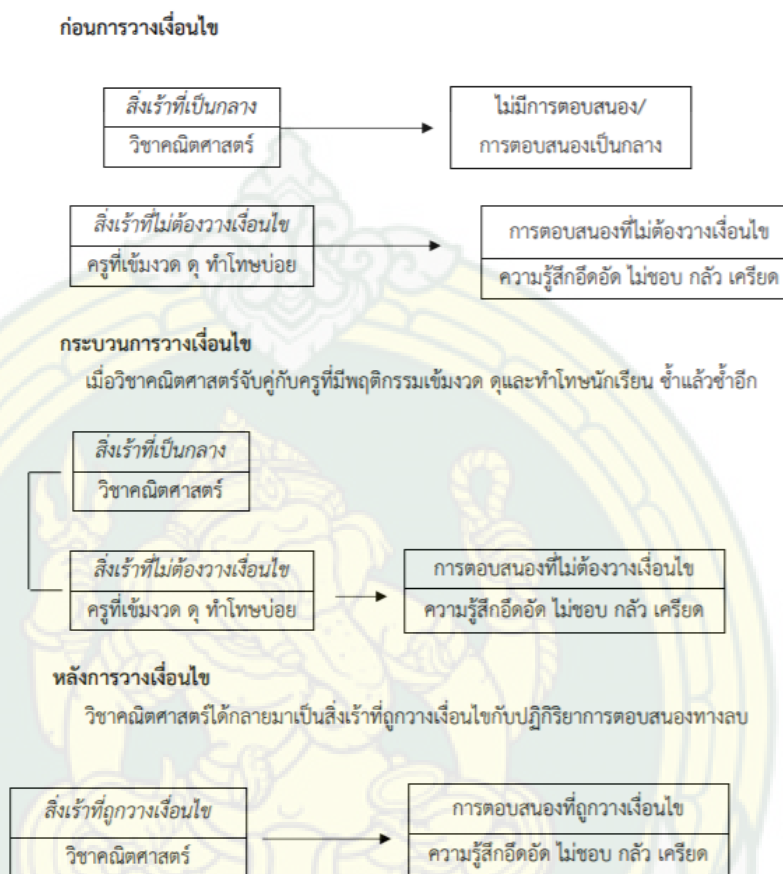 ก่อนการวางเงื่อนไข
สิ่งเร้าที่เป็นกลาง
วิชาคณิตศาสตร์
ไม่มีการตอบสนอง/
การตอบสนองเป็นกลาง
สิ่งเร้าที่ไม่ต้องวางเงื่อนไข
ครูที่เข้มงวด ดุ ทำโทษบ่อย
การตอบสนองที่ไม่ต้องวางเงื่อนไข
ความรู้สึกอึดอัด ไม่ชอบ กลัว เครียด
กระบวนการวางเงื่อนไข
เมื่อวิชาคณิตศาสตร์จับคู่กับครูที่มีพฤติกรรมเข้มงวด ดุและทำโทษนักเรียน ซ้ำแล้วซ้ำอีก
สิ่งเร้าที่เป็นกลาง
วิชาคณิตศาสตร์
สิ่งเร้าที่ไม่ต้องวางเงื่อนไข
ครูที่เข้มงวด ดุ ทำโทษบ่อย
การตอบสนองที่ไม่ต้องวางเงื่อนไข
ความรู้สึกอึดอัด ไม่ชอบ กลัว เครียด
หลังการวางเงื่อนไข
วิชาคณิตศาสตร์ได้กลายมาเป็นสิ่งเร้าที่ถูกวางเงื่อนไขกับปฏิกิริยาการตอบสนองทางลบ
สิ่งเร้าที่ถูกวางเงื่อนไข
วิชาคณิตศาสตร์
การตอบสนองที่ถูกวางเงื่อนไข
ความรู้สึกอึดอัด ไม่ชอบ กลัว เครียด